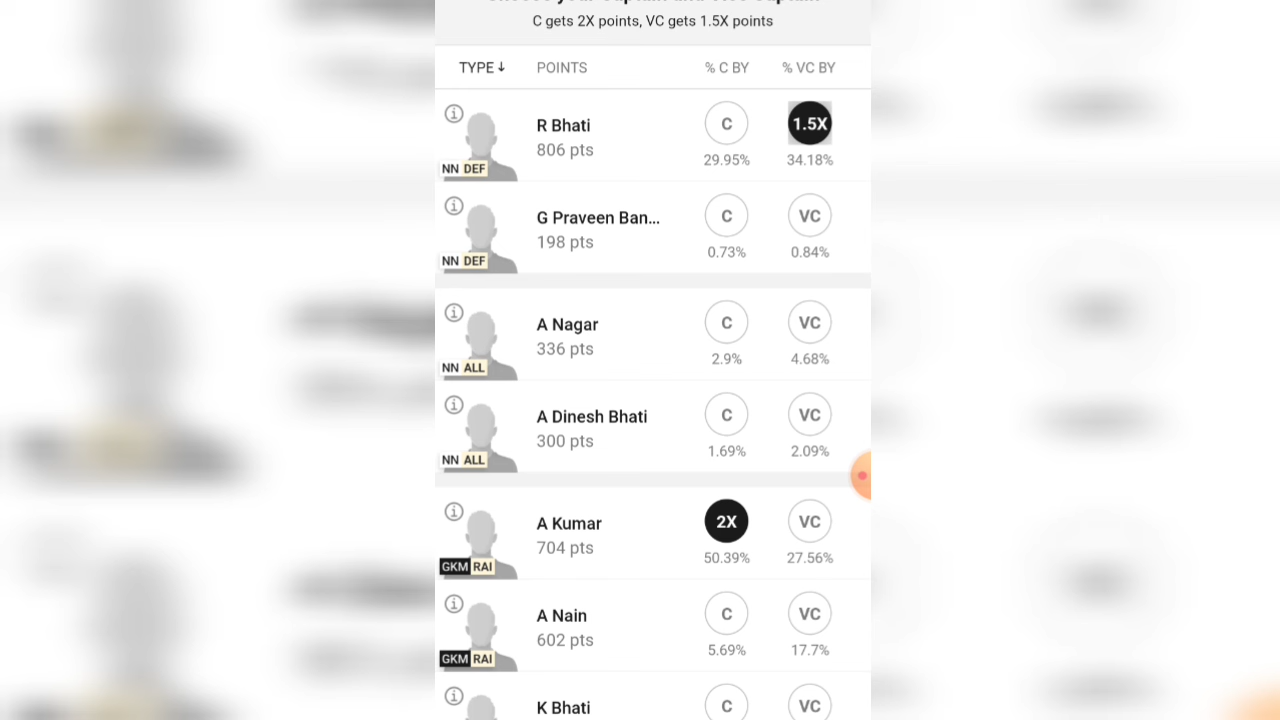 C gets 2X points, VC gets 1.5X points
TYPE↓ POINTS % C BY % VC BY
R Bhati
806 pts
NN DEF
C
29.95%
1.5X
34.18%
G Praveen Ban...
198 pts
NN DEF
C
0.73%
VC
0.84%
A Nagar
336 pts
NN ALL
C
2.9%
VC
4.68%
A Dinesh Bhati
300 pts
NN ALL
C
1.69%
VC
2.09%
A Kumar
704 pts
GKM RAI
2X
50.39%
VC
27.56%
A Nain
602 pts
GKM RAI
C
5.69%
VC
17.7%
K Bhati
C
VC